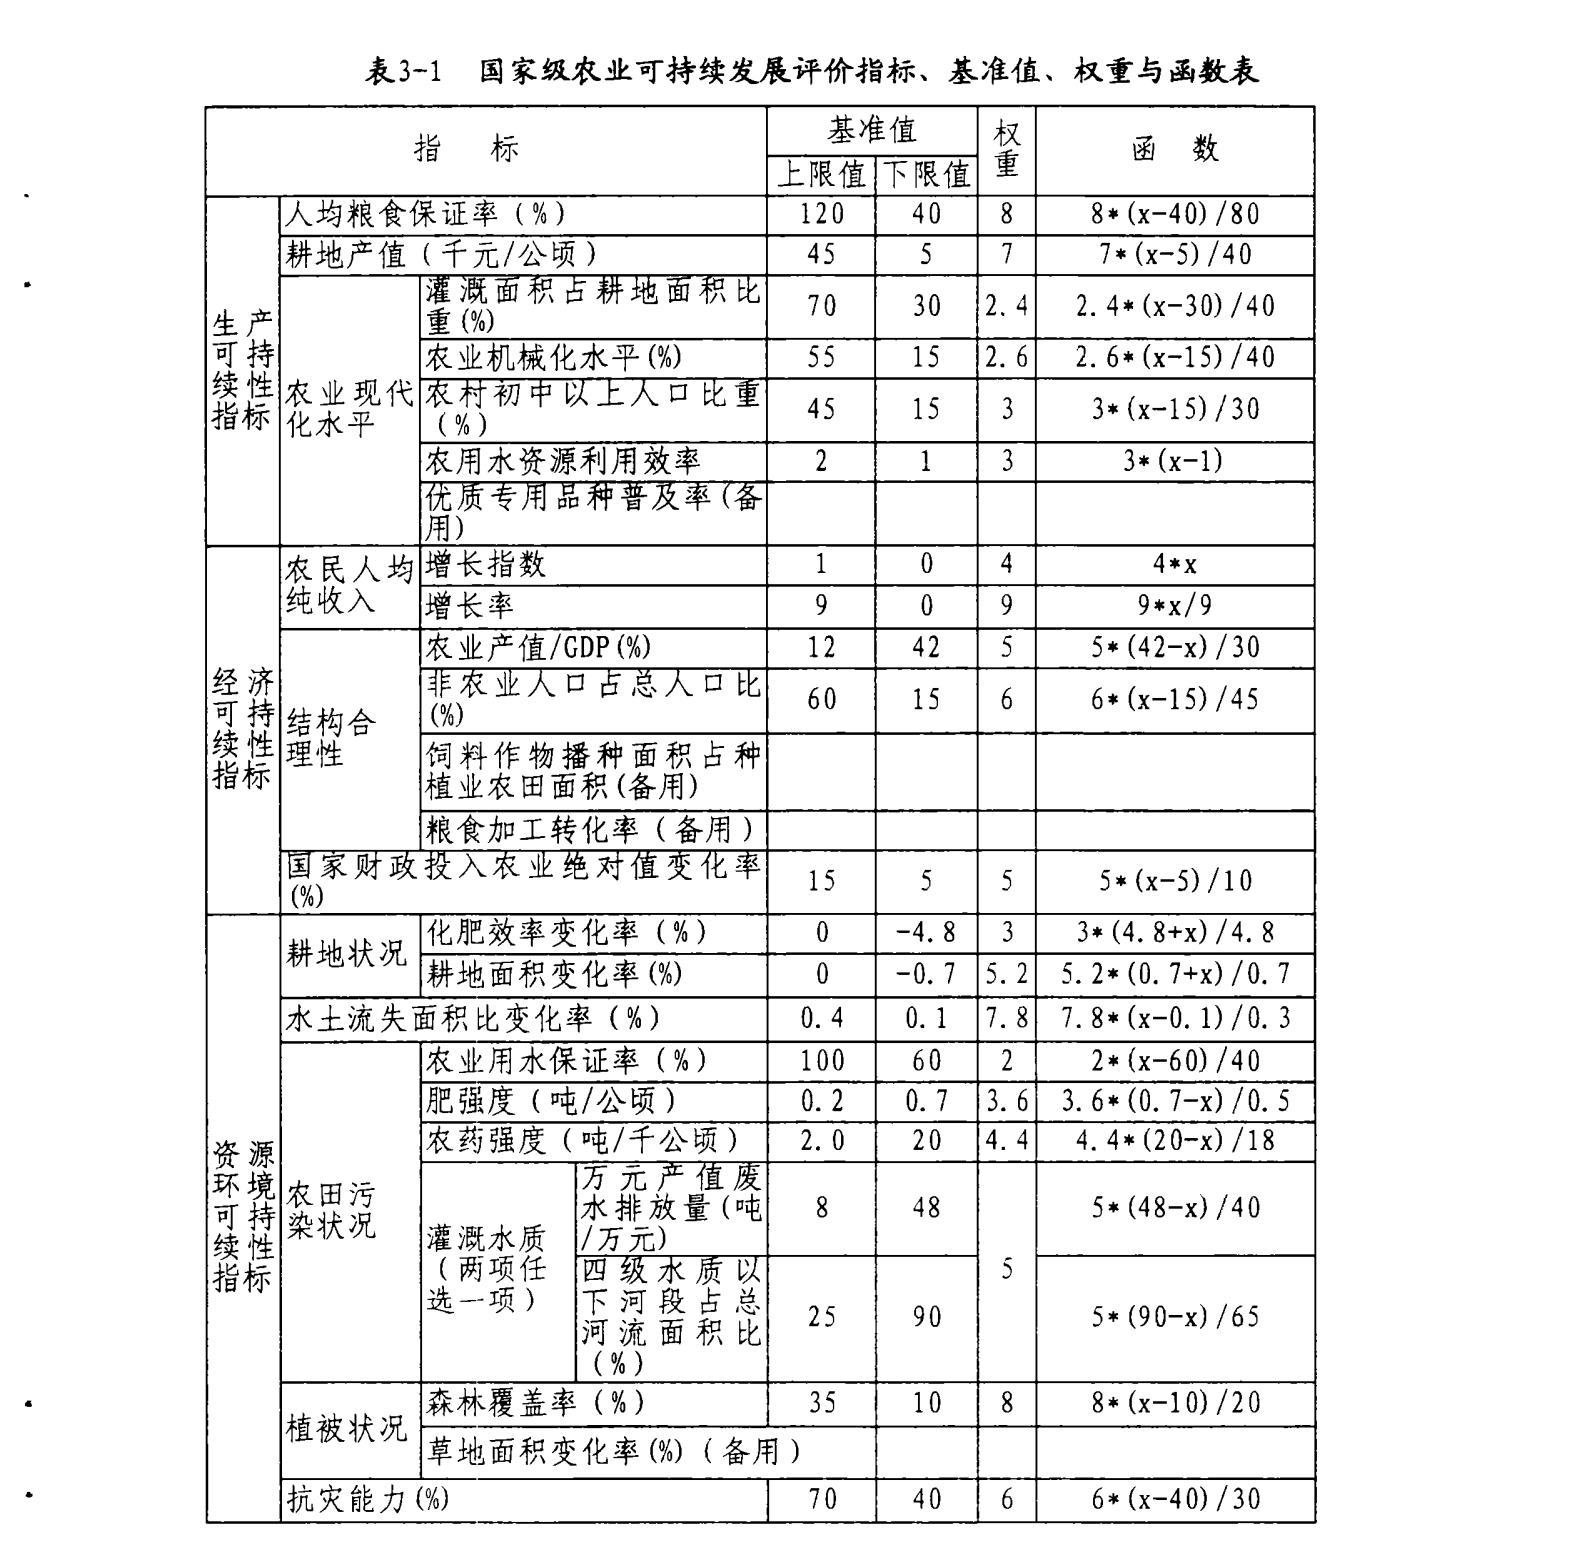 表3-1 国家级农业可持续发展评价指标、基准值、权重与函数表
指 标
基准值
权
重
函 数
上限值 下限值
生产
可持
续性
指标
人均粮食保证率（%） 120 40 8 8*(x-40)/80
耕地产值（千元/公顷） 45 5 7 7*(x-5)/40
农业现代
化水平
灌溉面积占耕地面积比
重(%) 70 30 2.4 2.4*(x-30)/40
农业机械化水平(%) 55 15 2.6 2.6*(x-15)/40
农村初中以上人口比重
（%） 45 15 3 3*(x-15)/30
农用水资源利用效率 2 1 3 3*(x-1)
优质专用品种普及率(备
用)
经济
可持
续性
指标
农民人均
纯收入
增长指数 1 0 4 4*x
增长率 9 0 9 9*x/9
结构合
理性
农业产值/GDP(%) 12 42 5 5*(42-x)/30
非农业人口占总人口比
(%) 60 15 6 6*(x-15)/45
饲料作物播种面积占种
植业农田面积(备用)
粮食加工转化率（备用）
国家财政投入农业绝对值变化率
(%) 15 5 5 5*(x-5)/10
资源
环境
可持
续性
指标
耕地状况
化肥效率变化率（%） 0 -4.8 3 3*(4.8+x)/4.8
耕地面积变化率(%) 0 -0.7 5.2 5.2*(0.7+x)/0.7
水土流失面积比变化率（%） 0.4 0.1 7.8 7.8*(x-0.1)/0.3
农田污
染状况
农业用水保证率（%） 100 60 2 2*(x-60)/40
肥强度（吨/公顷） 0.2 0.7 3.6 3.6*(0.7-x)/0.5
农药强度（吨/千公顷） 2.0 20 4.4 4.4*(20-x)/18
灌溉水质
（两项任
选一项）
万元产值废
水排放量(吨
/万元) 8 48 5*(48-x)/40
5
四级水质以
下河段占总
河流面积比
（%） 25 90 5*(90-x)/65
植被状况
森林覆盖率（%） 35 10 8 8*(x-10)/20
草地面积变化率(%)（备用）
抗灾能力(%) 70 40 6 6*(x-40)/30